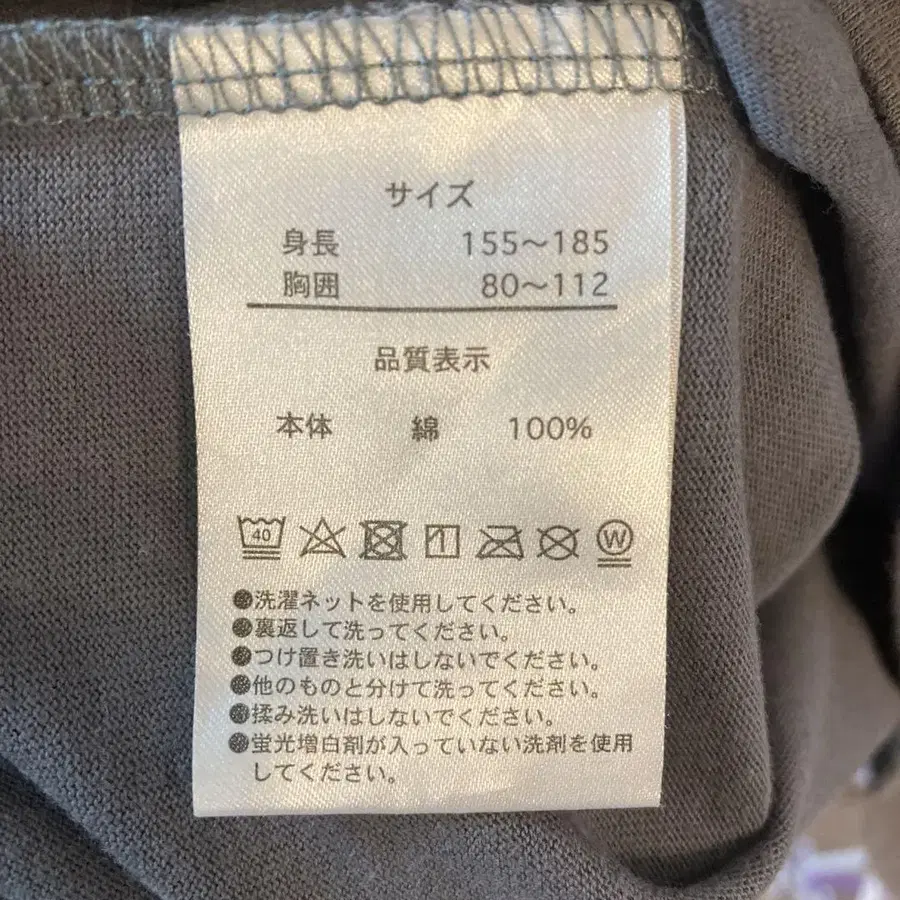 サイズ
身長 155～185
胸囲 80～112
品質表示
本体 綿 100%
40 W
●洗濯ネットを使用してください。
●裏返して洗ってください。
●つけ置き洗いはしないでください。
●他のものと分けて洗ってください。
●揉み洗いはしないでください。
●蛍光増白剤が入っていない洗剤を使用
してください。